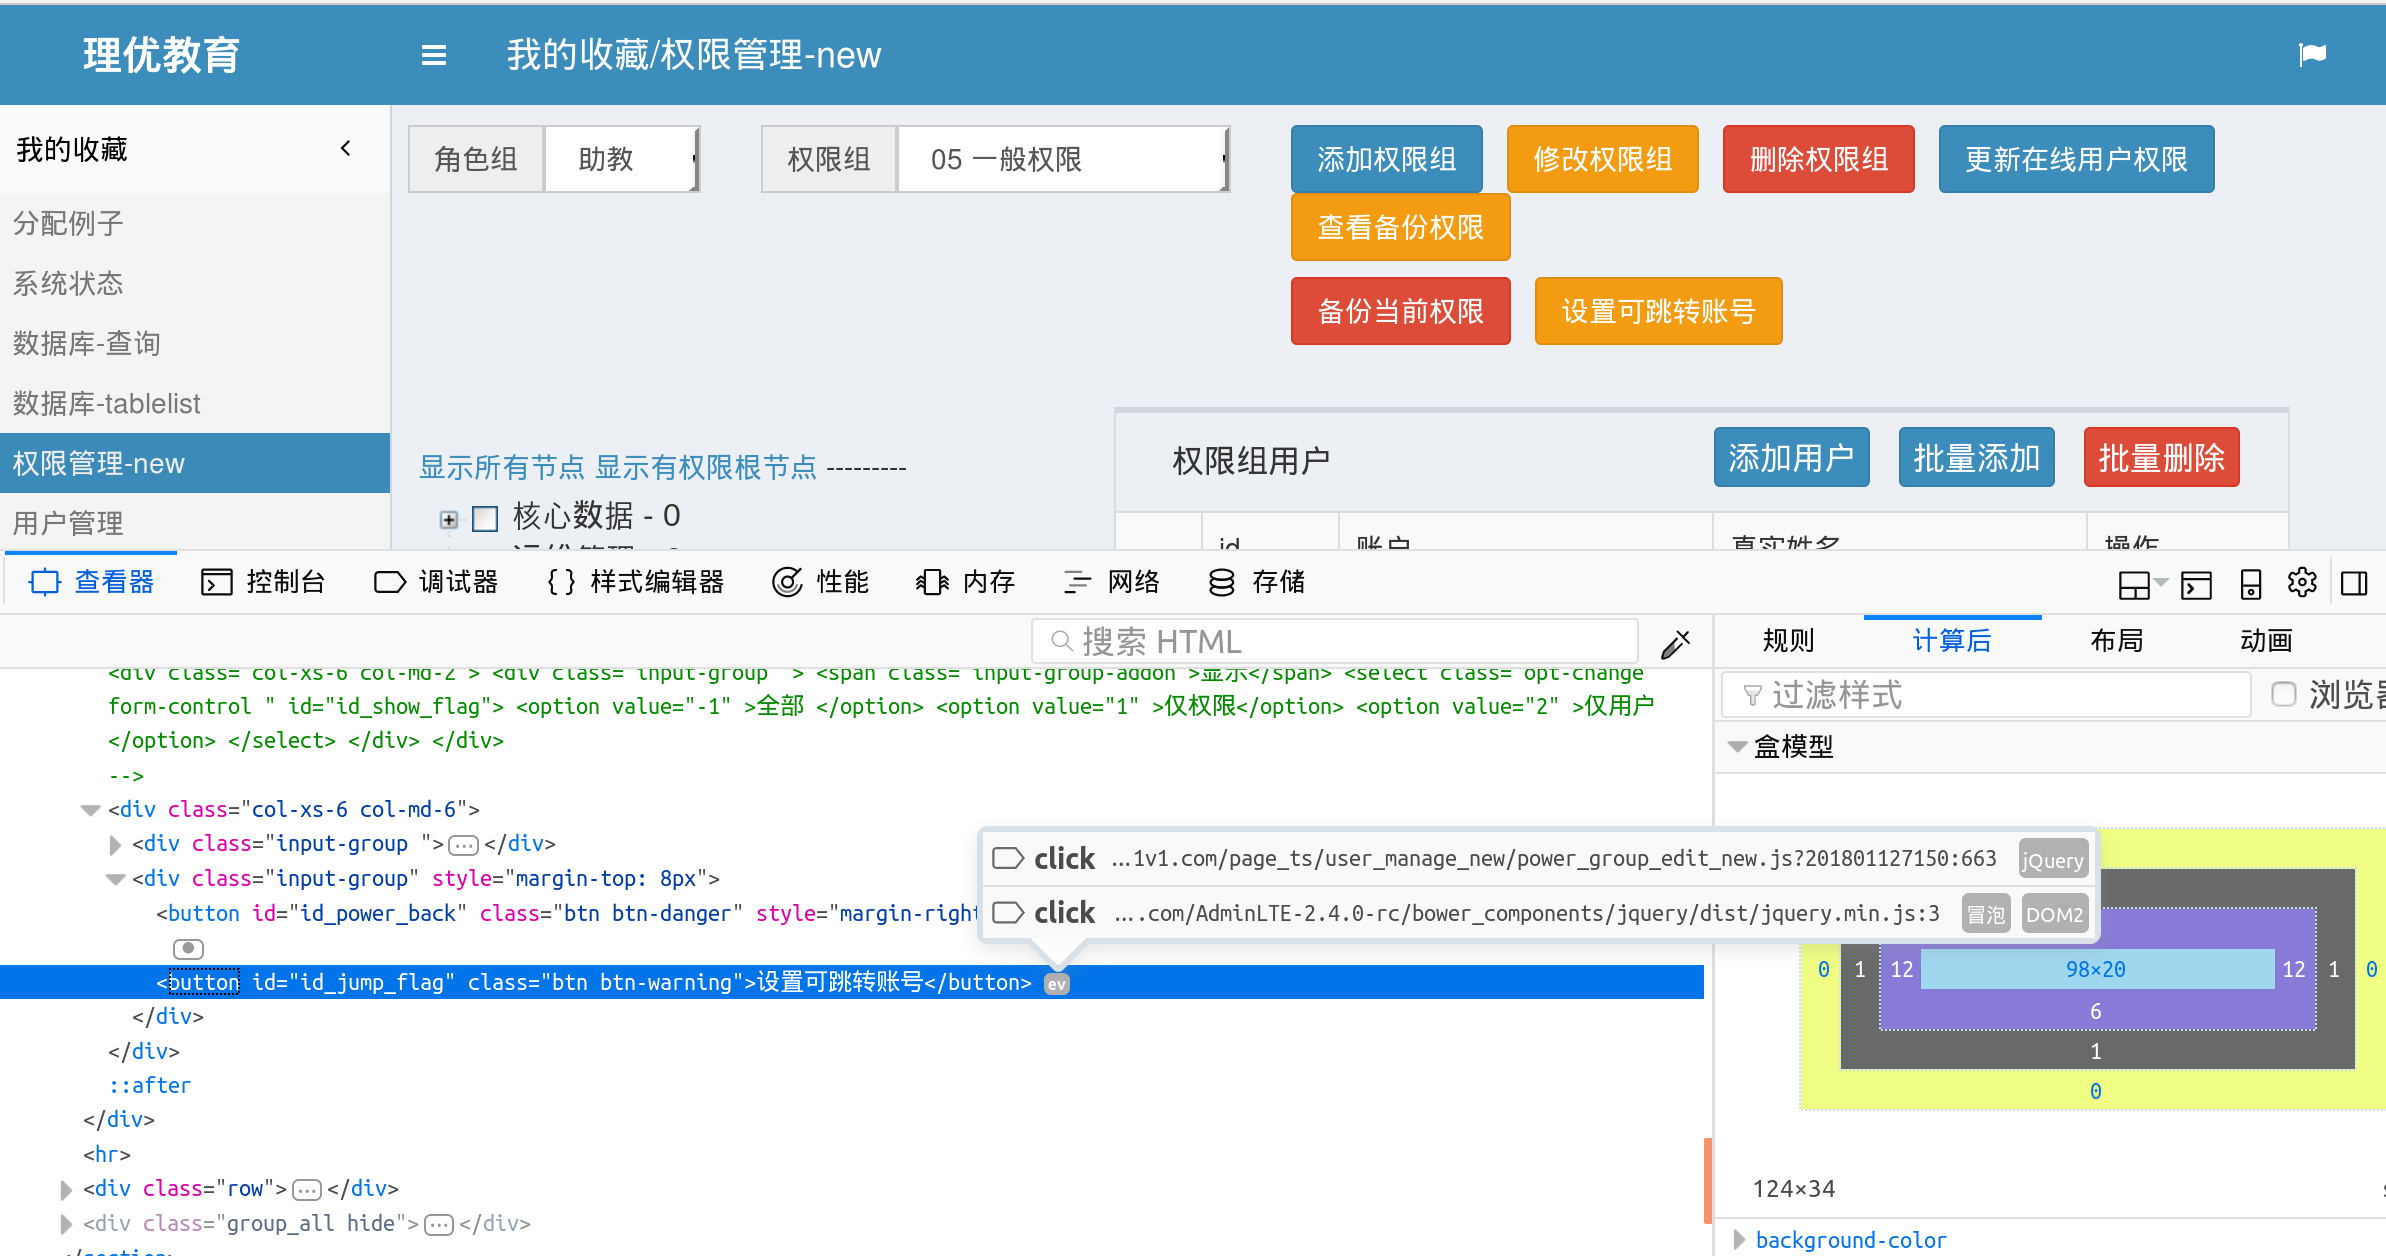 理优教育
我的收藏/权限管理-new
我的收藏
分配例子
系统状态
数据库-查询
数据库-tablelist
权限管理-new
用户管理
角色组 助教 权限组 05 一般权限
添加权限组 修改权限组 删除权限组 更新在线用户权限
查看备份权限
备份当前权限 设置可跳转账号
显示所有节点 显示有权限根节点 ---------
核心数据 - 0
权限组用户 添加用户 批量添加 批量删除
id 账户 真实姓名 操作
查看器 控制台 调试器 {} 样式编辑器 性能 内存 网络 存储
搜索 HTML
<div class="col-xs-6 col-md-2"> <div class="input-group " > <span class="input-group-addon">显示</span> <select class="opt-change
form-control " id="id_show_flag"> <option value="-1" >全部 </option> <option value="1" >仅权限</option> <option value="2" >仅用户
</option> </select> </div> </div>
-->
<div class="col-xs-6 col-md-6">
<div class="input-group ">…</div>
<div class="input-group" style="margin-top: 8px">
<button id="id_power_back" class="btn btn-danger" style="margin-right
<button id="id_jump_flag" class="btn btn-warning">设置可跳转账号</button> ev
</div>
</div>
::after
</div>
<hr>
<div class="row">…</div>
<div class="group_all hide">…</div>
click …1v1.com/page_ts/user_manage_new/power_group_edit_new.js?201801127150:663 jQuery
click ….com/AdminLTE-2.4.0-rc/bower_components/jquery/dist/jquery.min.js:3 冒泡 DOM2
规则 计算后 布局 动画
过滤样式 浏览器
盒模型
0 1 12 98×20 12 1 0
6
1
0
124×34
background-color